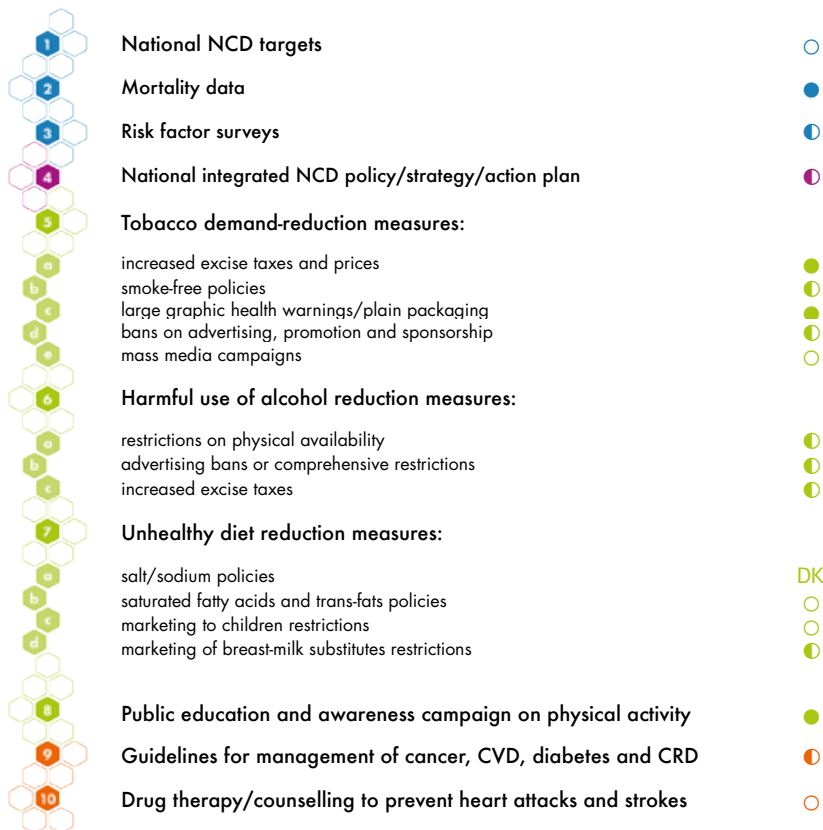 1 National NCD targets ○
2 Mortality data ●
3 Risk factor surveys ◐
4 National integrated NCD policy/strategy/action plan ◐
5 Tobacco demand-reduction measures:
a increased excise taxes and prices ●
b smoke-free policies ◐
c large graphic health warnings/plain packaging ●
d bans on advertising, promotion and sponsorship ◐
e mass media campaigns ○
6 Harmful use of alcohol reduction measures:
a restrictions on physical availability ◐
b advertising bans or comprehensive restrictions ◐
c increased excise taxes ◐
7 Unhealthy diet reduction measures:
a salt/sodium policies DK
b saturated fatty acids and trans-fats policies ○
c marketing to children restrictions ○
d marketing of breast-milk substitutes restrictions ◐
8 Public education and awareness campaign on physical activity ●
9 Guidelines for management of cancer, CVD, diabetes and CRD ◐
10 Drug therapy/counselling to prevent heart attacks and strokes ○